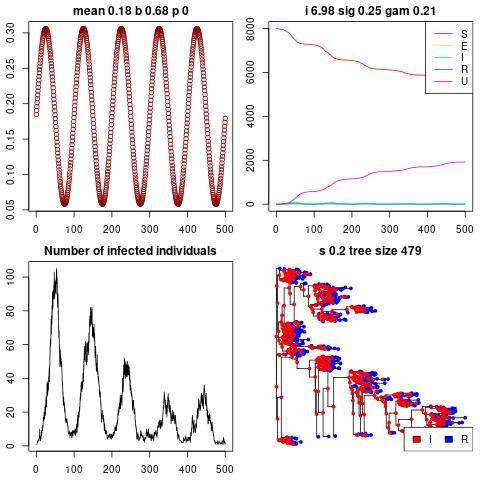 mean 0.18 b 0.68 p 0
0.30
0.25
0.20
0.15
0.10
0.05
0 100 200 300 400 500
i 6.98 sig 0.25 gam 0.21
8000
6000
4000
2000
0
S
E
I
R
U
0 100 200 300 400 500
Number of infected individuals
100
80
60
40
20
0
0 100 200 300 400 500
s 0.2 tree size 479
I R